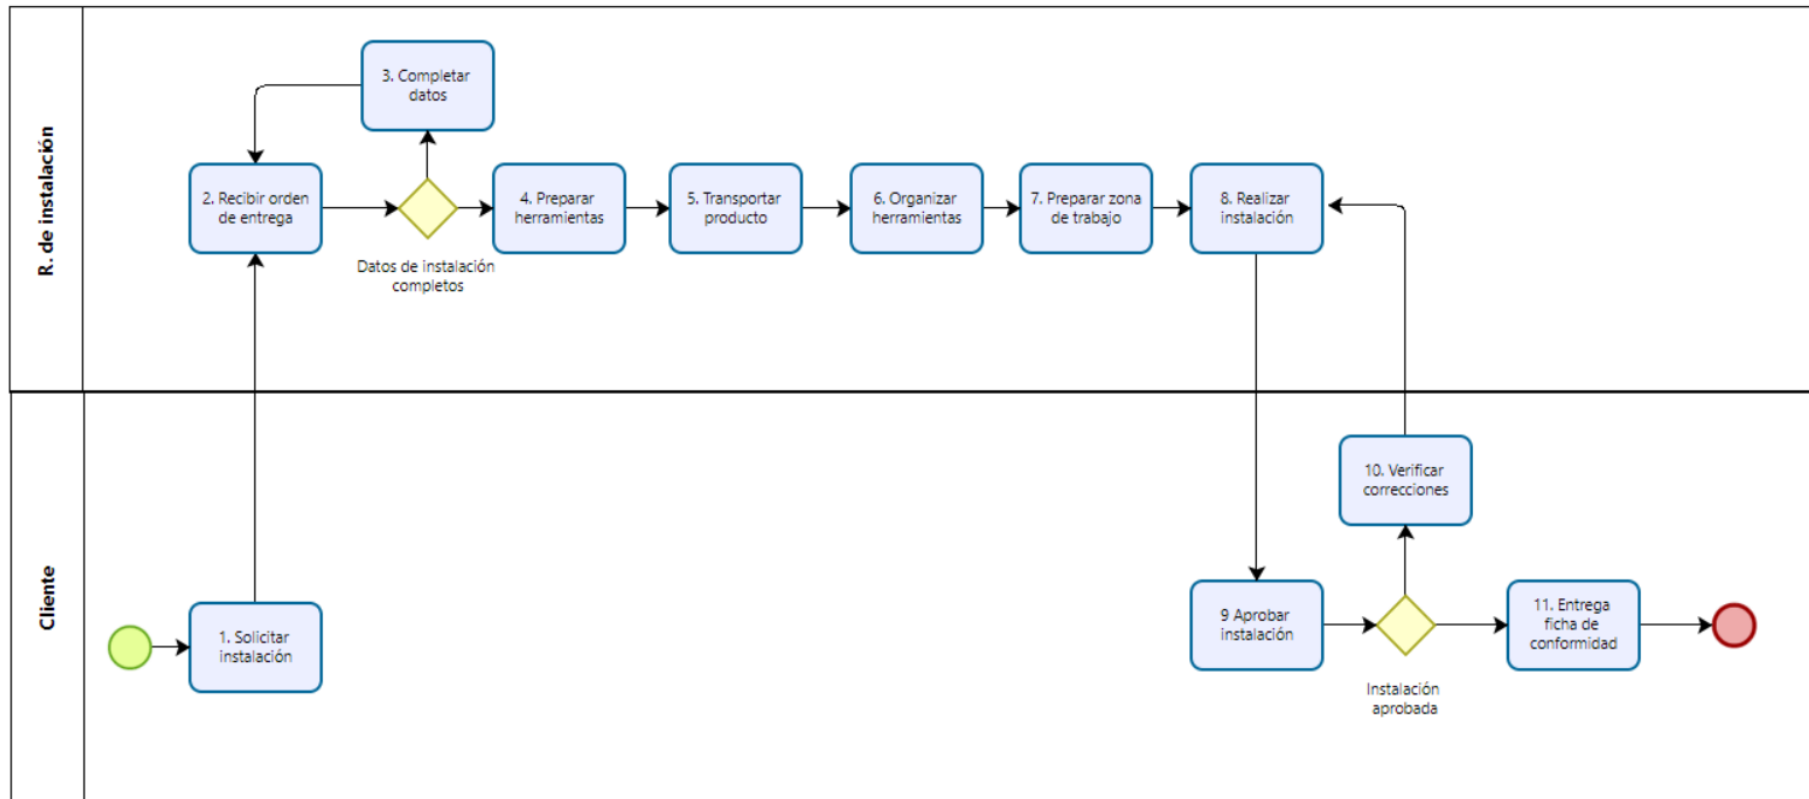 R. de instalación
3. Completar
datos
2. Recibir orden
de entrega
Datos de instalación
completos
4. Preparar
herramientas
5. Transportar
producto
6. Organizar
herramientas
7. Preparar zona
de trabajo
8. Realizar
instalación
Cliente
1. Solicitar
instalación
9 Aprobar
instalación
10. Verificar
correcciones
Instalación
aprobada
11. Entrega
ficha de
conformidad